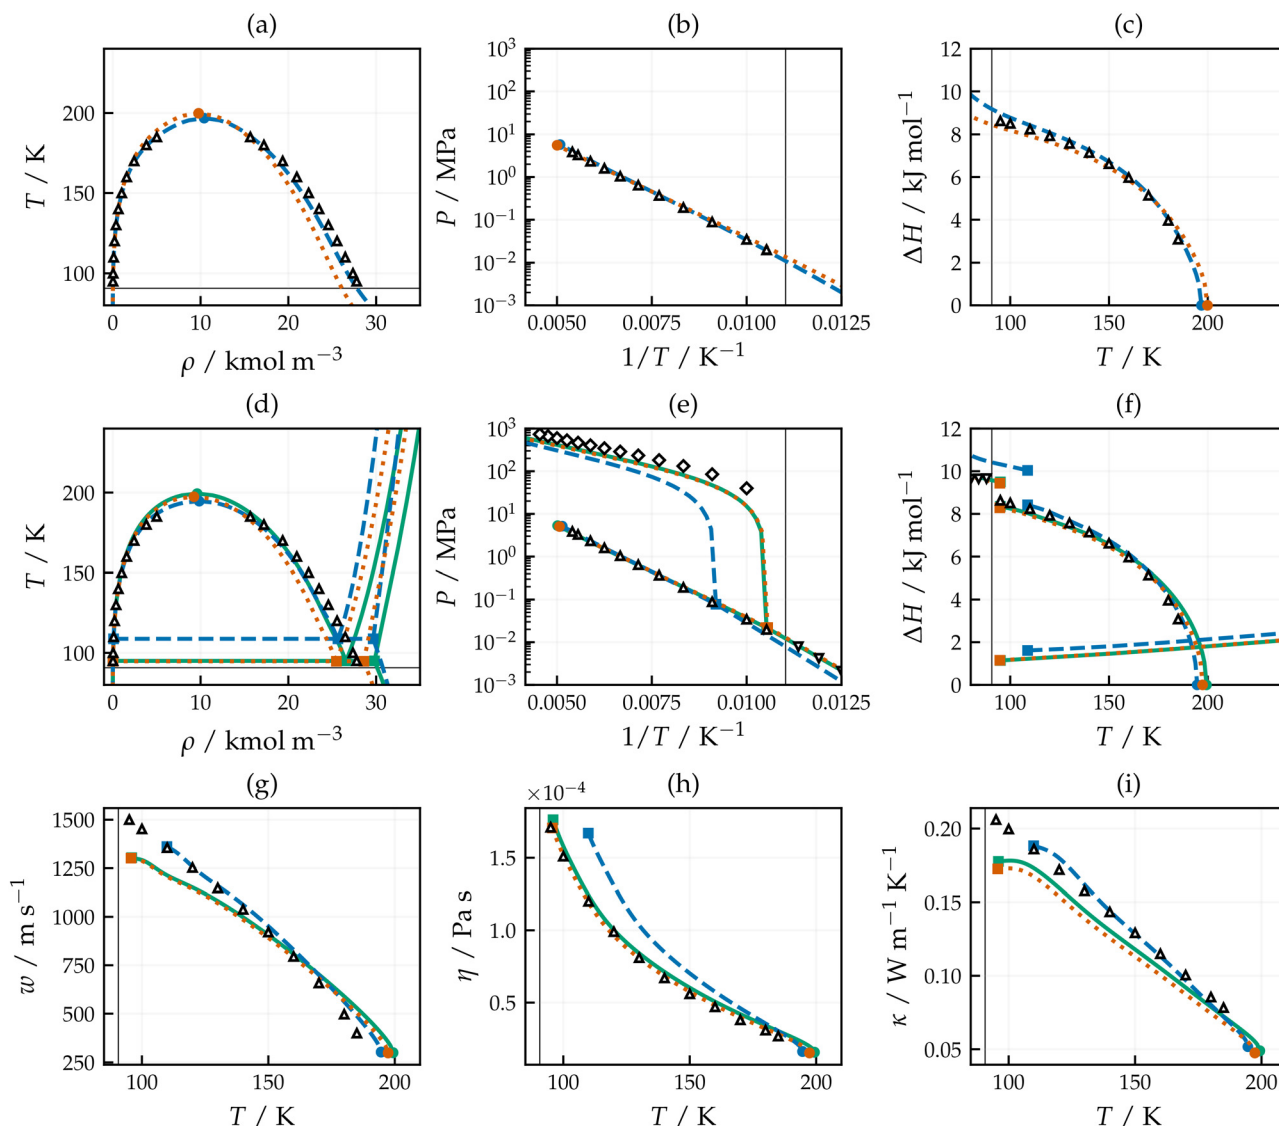 (a)
(b)
(c)
200
150
100
0
10
20
30
T / K
ρ / kmol m⁻³
10³
10²
10¹
10⁰
10⁻¹
10⁻²
10⁻³
0.0050
0.0075
0.0100
0.0125
P / MPa
1/T / K⁻¹
12
10
8
6
4
2
0
100
150
200
ΔH / kJ mol⁻¹
T / K
(d)
(e)
(f)
200
150
100
0
10
20
30
T / K
ρ / kmol m⁻³
10³
10²
10¹
10⁰
10⁻¹
10⁻²
10⁻³
0.0050
0.0075
0.0100
0.0125
P / MPa
1/T / K⁻¹
12
10
8
6
4
2
0
100
150
200
ΔH / kJ mol⁻¹
T / K
(g)
(h)
(i)
1500
1250
1000
750
500
250
100
150
200
w / m s⁻¹
T / K
×10⁻⁴
1.5
1.0
0.5
100
150
200
η / Pa s
T / K
0.20
0.15
0.10
0.05
100
150
200
κ / W m⁻¹ K⁻¹
T / K